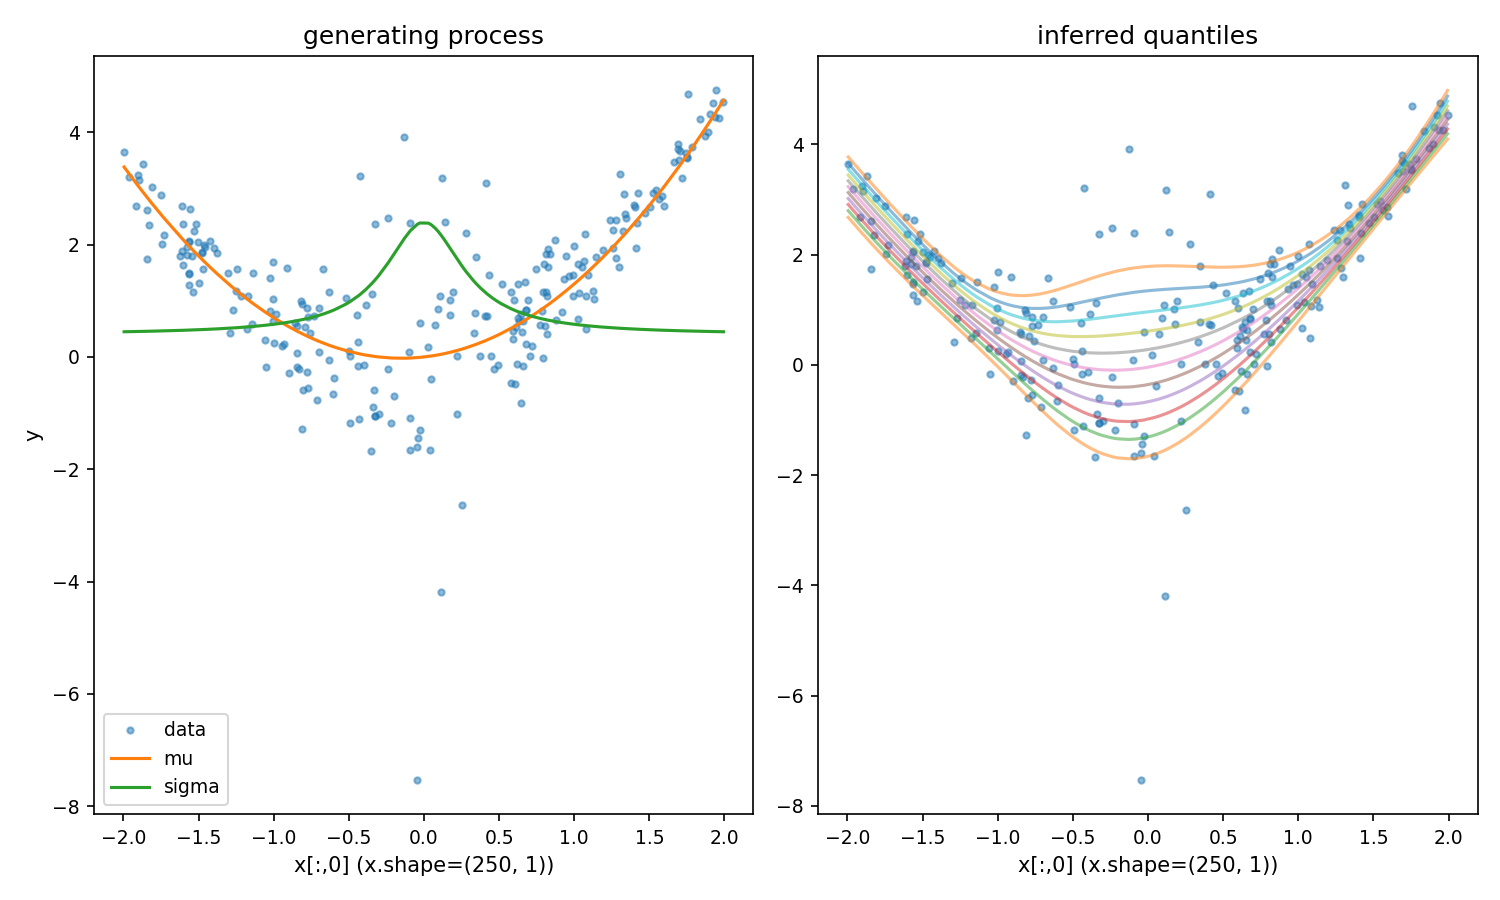 generating process
4
2
0
−2
−4
−6
−8
y
data
mu
sigma
−2.0 −1.5 −1.0 −0.5 0.0 0.5 1.0 1.5 2.0
x[:,0] (x.shape=(250, 1))
inferred quantiles
4
2
0
−2
−4
−6
−8
−2.0 −1.5 −1.0 −0.5 0.0 0.5 1.0 1.5 2.0
x[:,0] (x.shape=(250, 1))